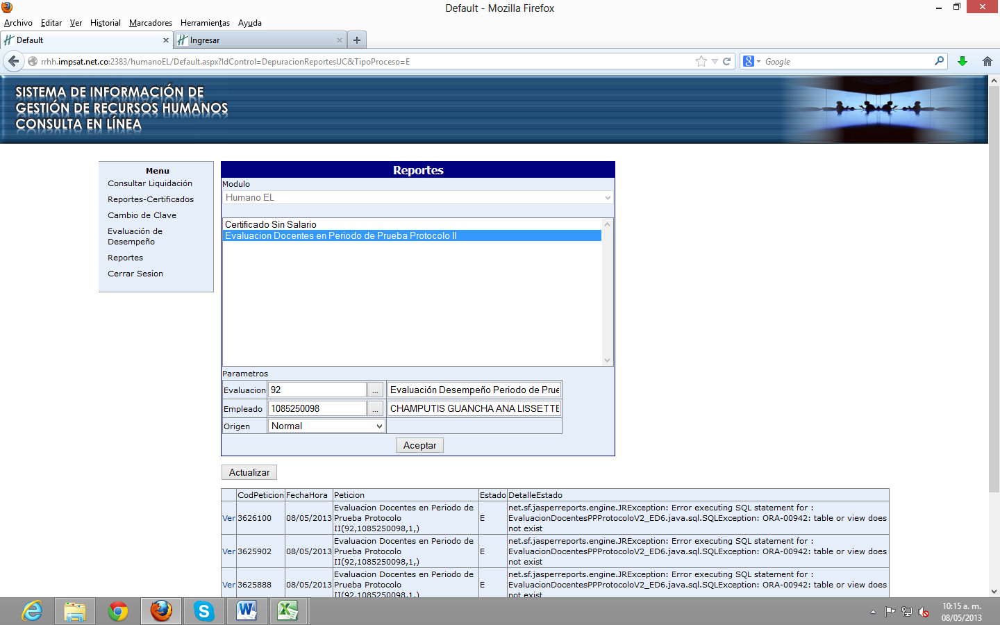 Default - Mozilla Firefox
Archivo Editar Ver Historial Marcadores Herramientas Ayuda
Default
Ingresar
rrhh.impsat.net.co:2383/humanoEL/Default.aspx?IdControl=DepuracionReportesUC&TipoProceso=E
Google
SISTEMA DE INFORMACIÓN DE
GESTIÓN DE RECURSOS HUMANOS
CONSULTA EN LÍNEA
Menu
Consultar Liquidación
Reportes-Certificados
Cambio de Clave
Evaluación de
Desempeño
Reportes
Cerrar Sesion
Reportes
Modulo
Humano EL
Certificado Sin Salario
Evaluacion Docentes en Periodo de Prueba Protocolo II
Parametros
Evaluacion 92 ... Evaluación Desempeño Periodo de Prue
Empleado 1085250098 ... CHAMPUTIS GUANCHA ANA LISSETTE
Origen Normal
Aceptar
Actualizar
CodPeticion FechaHora Peticion Estado DetalleEstado
Evaluacion Docentes en Periodo de net.sf.jasperreports.engine.JRException: Error executing SQL statement for :
Ver 3626100 08/05/2013 Prueba Protocolo E EvaluacionDocentesPPProtocoloV2_ED6.java.sql.SQLException: ORA-00942: table or view does
II(92,1085250098,1,) not exist
Evaluacion Docentes en Periodo de net.sf.jasperreports.engine.JRException: Error executing SQL statement for :
Ver 3625902 08/05/2013 Prueba Protocolo E EvaluacionDocentesPPProtocoloV2_ED6.java.sql.SQLException: ORA-00942: table or view does
II(92,1085250098,1,) not exist
Evaluacion Docentes en Periodo de net.sf.jasperreports.engine.JRException: Error executing SQL statement for :
Ver 3625888 08/05/2013 Prueba Protocolo E EvaluacionDocentesPPProtocoloV2_ED6.java.sql.SQLException: ORA-00942: table or view does
II(92,1085250098,1,) not exist
10:15 a. m.
08/05/2013